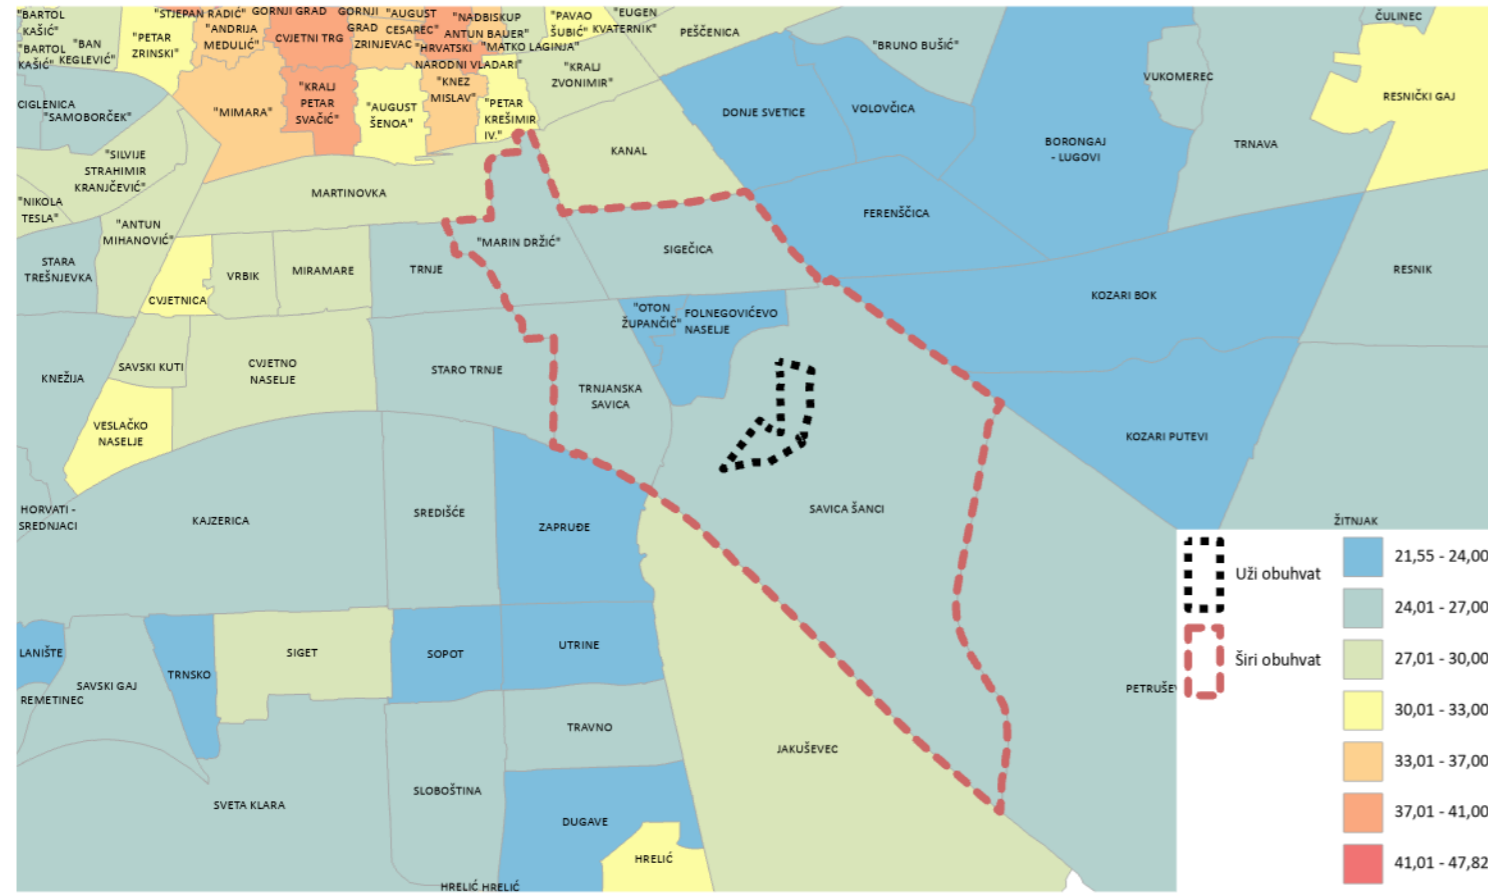 "BARTOL
KAŠIĆ"
"BARTOL
KAŠIĆ"
"BAN
KEGLEVIĆ"
"PETAR
ZRINSKI"
"STJEPAN RADIĆ"
"ANDRIJA
MEDULIĆ"
GORNJI GRAD
CVJETNI TRG
GORNJI
GRAD
ZRINJEVAC
"AUGUST
CESAREC"
"HRVATSKI
NARODNI VLADARI"
"NADBISKUP
ANTUN BAUER"
"MATKO LAGINJA"
"PAVAO
ŠUBIĆ"
"EUGEN
KVATERNIK"
PEŠČENICA
"BRUNO BUŠIĆ"
ČULINEC
VUKOMEREC
RESNIČKI GAJ
CIGLENICA
"SAMOBORČEK"
"MIMARA"
"KRALJ
PETAR
SVAČIĆ"
"AUGUST
ŠENOA"
"KNEZ
MISLAV"
"PETAR
KREŠIMIR
IV."
"KRALJ
ZVONIMIR"
DONJE SVETICE
VOLOVČICA
BORONGAJ
- LUGOVI
TRNAVA
"SILVIJE
STRAHIMIR
KRANJČEVIĆ"
KANAL
"NIKOLA
TESLA"
MARTINOVKA
"ANTUN
MIHANOVIĆ"
FERENŠČICA
STARA
TREŠNJEVKA
CVJETNICA
VRBIK
MIRAMARE
TRNJE
"MARIN DRŽIĆ"
SIGEČICA
KOZARI BOK
RESNIK
"OTON
ŽUPANČIČ"
FOLNEGOVIĆEVO
NASELJE
KNEŽIJA
SAVSKI KUTI
CVJETNO
NASELJE
STARO TRNJE
TRNJANSKA
SAVICA
VESLAČKO
NASELJE
KOZARI PUTEVI
HORVATI -
SREDNJACI
KAJZERICA
SREDIŠĆE
ZAPRUĐE
SAVICA ŠANCI
ŽITNJAK
LANIŠTE
REMETINEC
SAVSKI GAJ
TRNSKO
SIGET
SOPOT
UTRINE
TRAVNO
JAKUŠEVEC
SVETA KLARA
SLOBOŠTINA
DUGAVE
HRELIĆ
HRELIĆ HRELIĆ
Uži obuhvat
Širi obuhvat
21,55 - 24,00
24,01 - 27,00
27,01 - 30,00
30,01 - 33,00
33,01 - 37,00
37,01 - 41,00
41,01 - 47,82